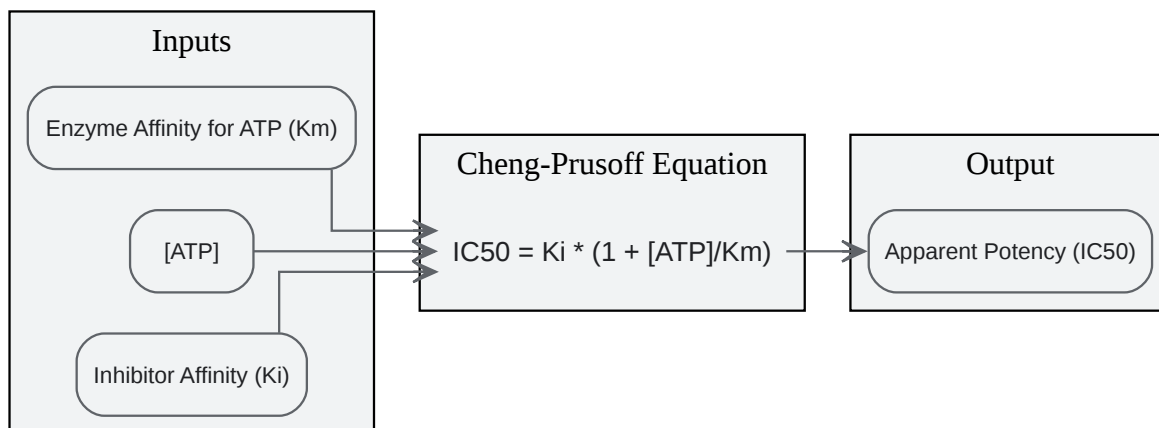 Inputs
Enzyme Affinity for ATP (Km)
[ATP]
Inhibitor Affinity (Ki)
Cheng-Prusoff Equation
IC50 = Ki * (1 + [ATP]/Km)
Output
Apparent Potency (IC50)